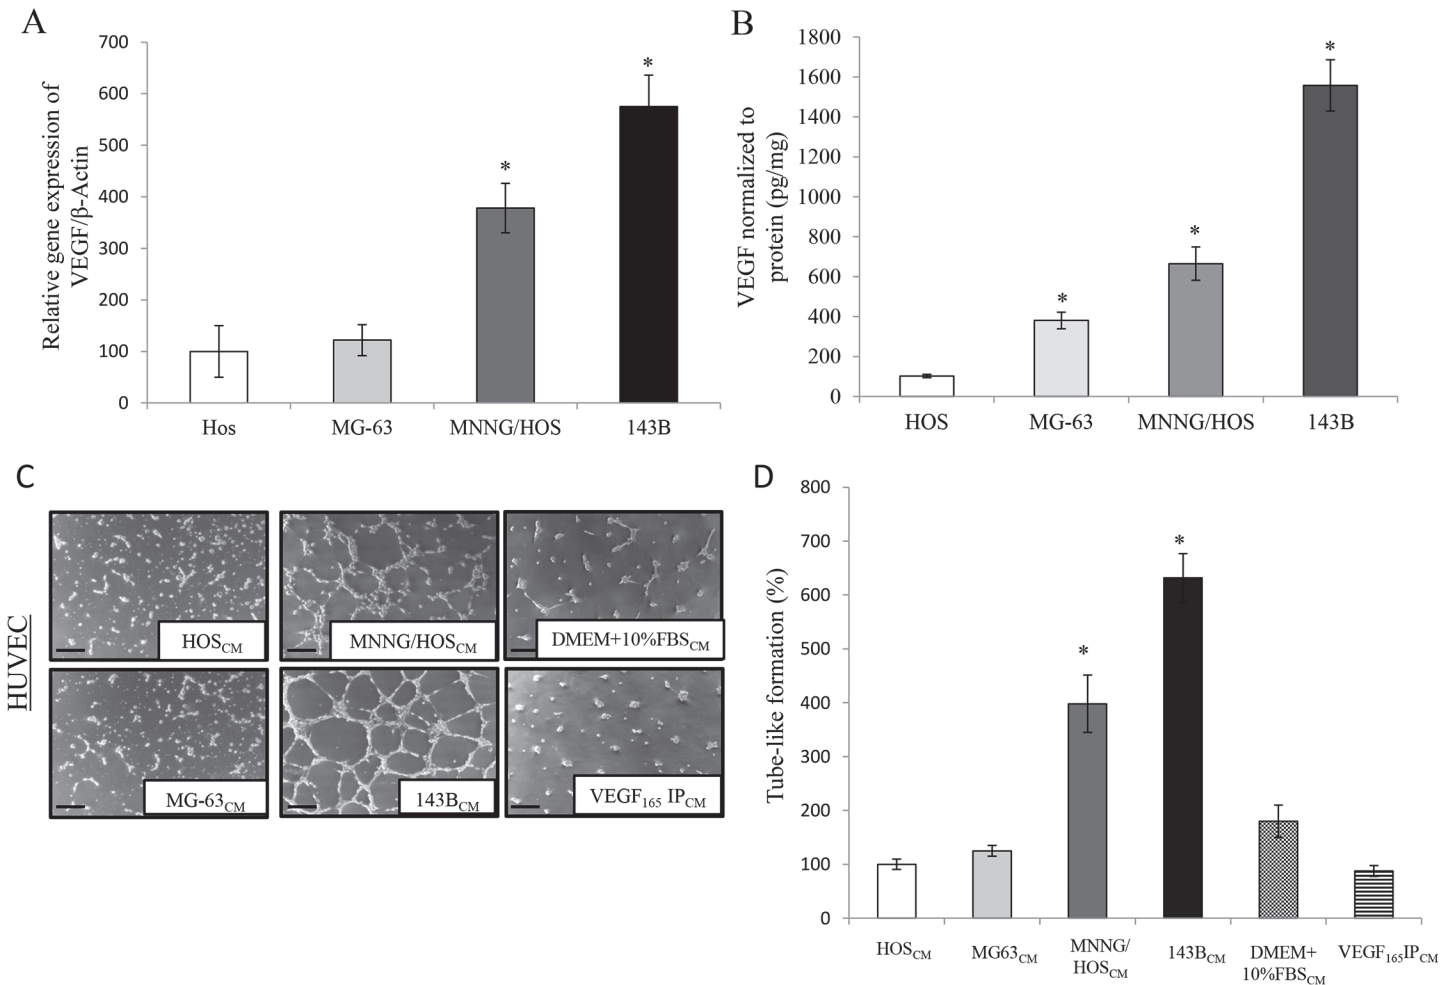 A
Relative gene expression of
VEGF/β-Actin
700
600
500
400
300
200
100
0
*
*
Hos
MG-63
MNNG/HOS
143B
B
VEGF normalized to
protein (pg/mg)
1800
1600
1400
1200
1000
800
600
400
200
0
*
*
*
HOS
MG-63
MNNG/HOS
143B
C
HUVEC
HOSCM
MNNG/HOSCM
DMEM+10%FBSCM
MG-63CM
143BCM
VEGF165 IPCM
D
Tube-like formation (%)
800
700
600
500
400
300
200
100
0
*
*
HOSCM
MG63CM
MNNG/
HOSCM
143BCM
DMEM+
10%FBSCM
VEGF165IPCM